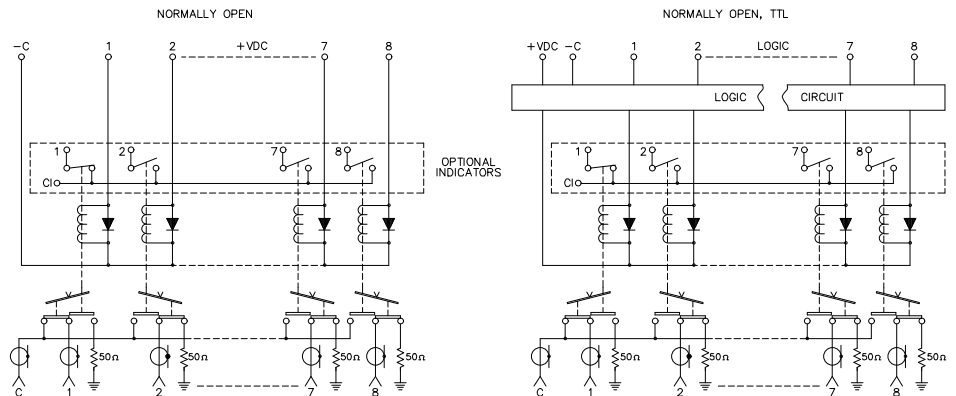 NORMALLY OPEN
-C 1 2 +VDC 7 8
1 2 7 8
CI
OPTIONAL
INDICATORS
50Ω 50Ω 50Ω 50Ω
C 1 2 7 8
NORMALLY OPEN, TTL
+VDC -C 1 2 LOGIC 7 8
LOGIC CIRCUIT
1 2 7 8
CI
50Ω 50Ω 50Ω 50Ω
C 1 2 7 8